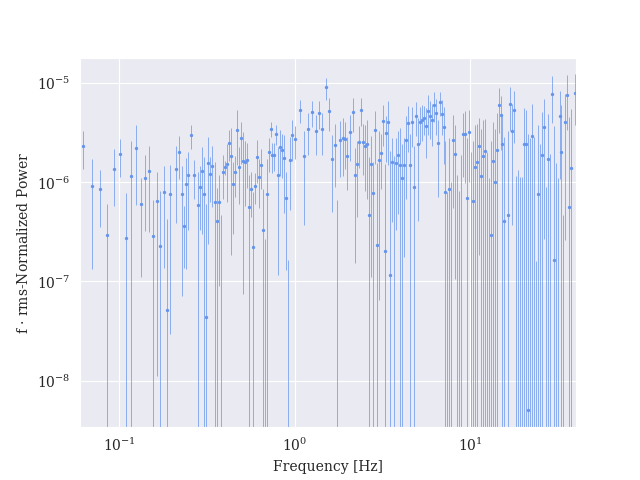 f · rms-Normalized Power
10⁻⁵
10⁻⁶
10⁻⁷
10⁻⁸
10⁻¹ 10⁰ 10¹
Frequency [Hz]